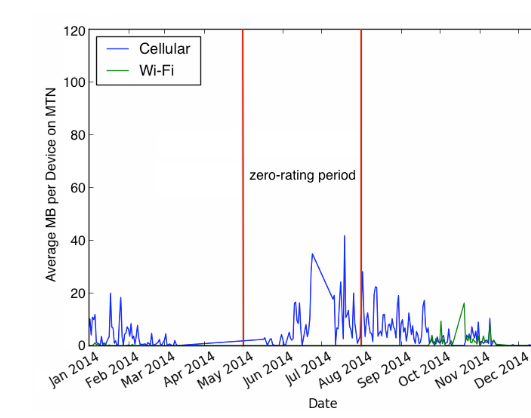 120
100
80
60
40
20
0
Average MB per Device on MTN
Cellular
Wi-Fi
zero-rating period
Jan 2014
Feb 2014
Mar 2014
Apr 2014
May 2014
Jun 2014
Jul 2014
Aug 2014
Sep 2014
Oct 2014
Nov 2014
Dec 2014
Date